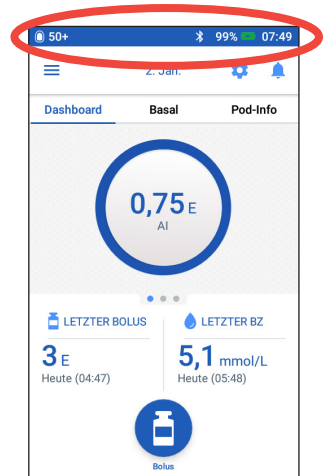 50+ 99% 07:49
2. Jan.
Dashboard Basal Pod-Info
0,75 E
AI
LETZTER BOLUS LETZTER BZ
3 E 5,1 mmol/L
Heute (04:47) Heute (05:48)
Bolus